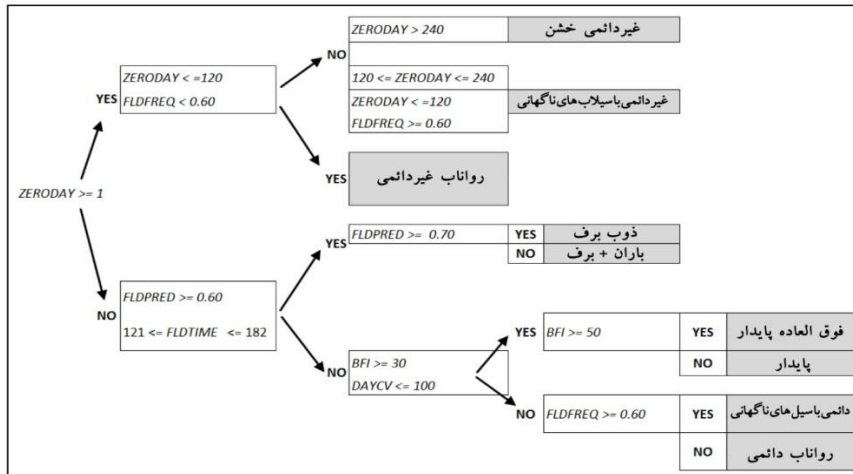 ZERODAY > 240
غیردائمی خشن
NO
ZERODAY < =120
FLDFREQ < 0.60
YES
120 <= ZERODAY <= 240
ZERODAY <=120
FLDFREQ >= 0.60
غیردائمی باسیلاب‌های ناگهانی
YES
رواناب غیردائمی
ZERODAY >= 1
YES
FLDPRED >= 0.70
YES
ذوب برف
NO
باران + برف
NO
FLDPRED >= 0.60
121 <= FLDTIME <= 182
YES
BFI >= 50
YES
فوق العاده پایدار
NO
پایدار
NO
BFI >= 30
DAYCV <= 100
NO
FLDFREQ >= 0.60
YES
دائمی باسیل‌های ناگهانی
NO
رواناب دائمی